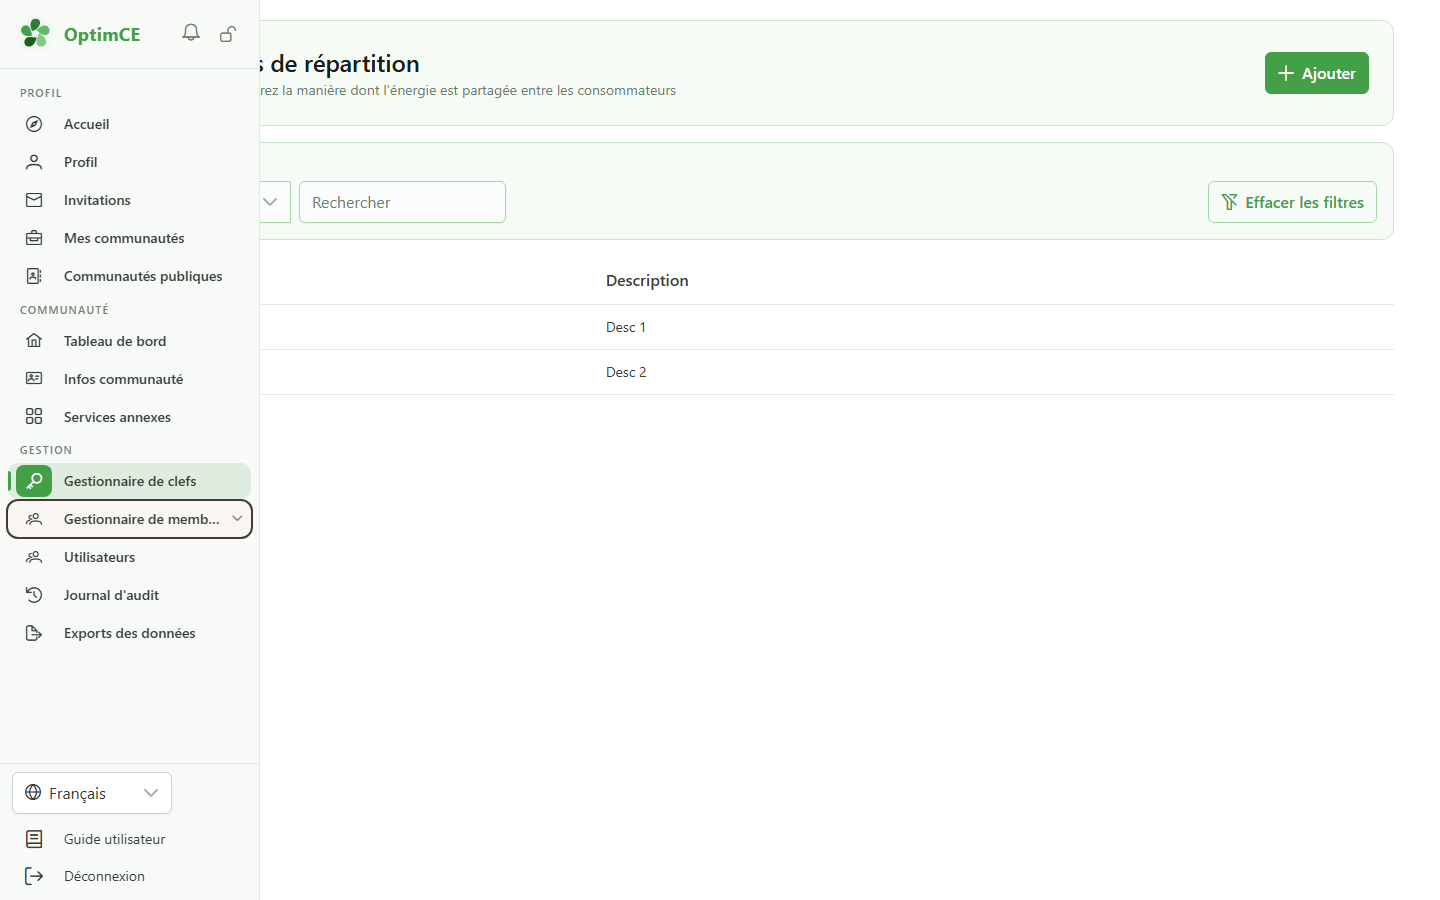 OptimCE
PROFIL
Accueil
Profil
Invitations
Mes communautés
Communautés publiques
COMMUNAUTÉ
Tableau de bord
Infos communauté
Services annexes
GESTION
Gestionnaire de clefs
Gestionnaire de memb...
Utilisateurs
Journal d'audit
Exports des données
Français
Guide utilisateur
Déconnexion
de répartition
rez la manière dont l'énergie est partagée entre les consommateurs
Ajouter
Rechercher
Effacer les filtres
Description
Desc 1
Desc 2